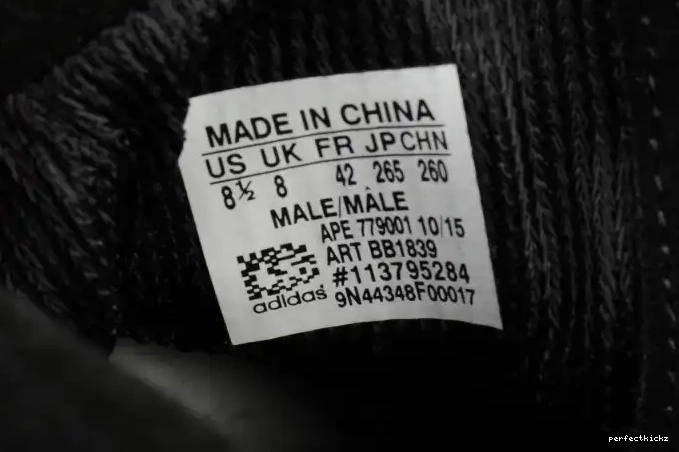 MADE IN CHINA
US UK FR JP CHN
8½ 8 42 265 260
MALE/MÂLE
APE 779001 10/15
ART BB1839
#113795284
adidas 9N44348F00017
perfectkickz